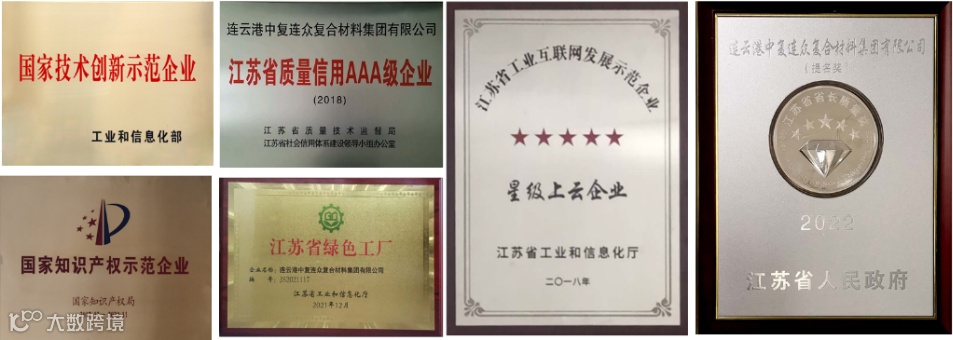 国家技术创新示范企业
工业和信息化部
连云港中复连众复合材料集团有限公司
江苏省质量信用AAA级企业
(2018)
江苏省质量技术监督局
江苏省社会信用体系建设领导小组办公室
国家知识产权示范企业
国家知识产权局
大数跨境
江苏省绿色工厂
企业名称：连云港中复连众复合材料集团有限公司
编 号：JS2021117
江苏省工业和信息化厅
2021年12月
江苏省工业互联网发展示范企业
星级上云企业
江苏省工业和信息化厅
二〇一八年
连云港中复连众复合材料集团有限公司
(提名奖)
江苏省省长质量奖
2022
江苏省人民政府